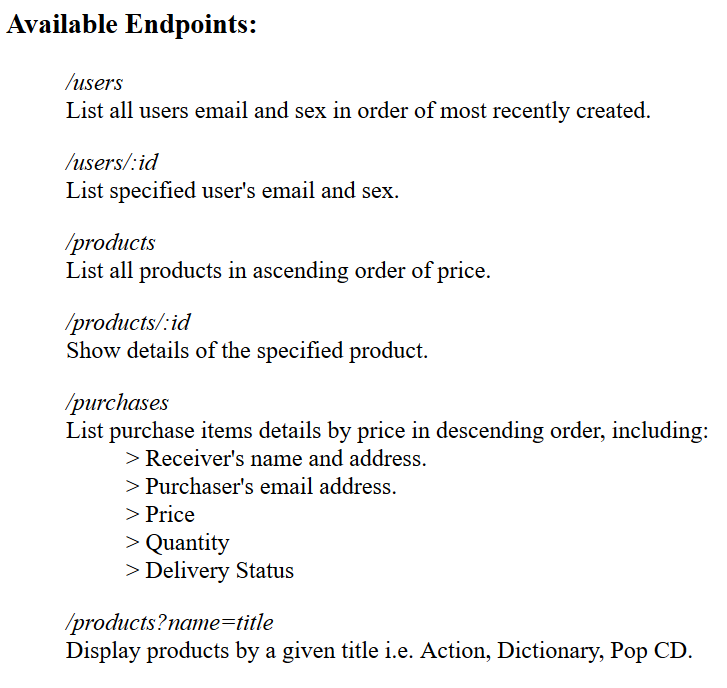 Available Endpoints:
/users
List all users email and sex in order of most recently created.
/users/:id
List specified user's email and sex.
/products
List all products in ascending order of price.
/products/:id
Show details of the specified product.
/purchases
List purchase items details by price in descending order, including:
> Receiver's name and address.
> Purchaser's email address.
> Price
> Quantity
> Delivery Status
/products?name=title
Display products by a given title i.e. Action, Dictionary, Pop CD.